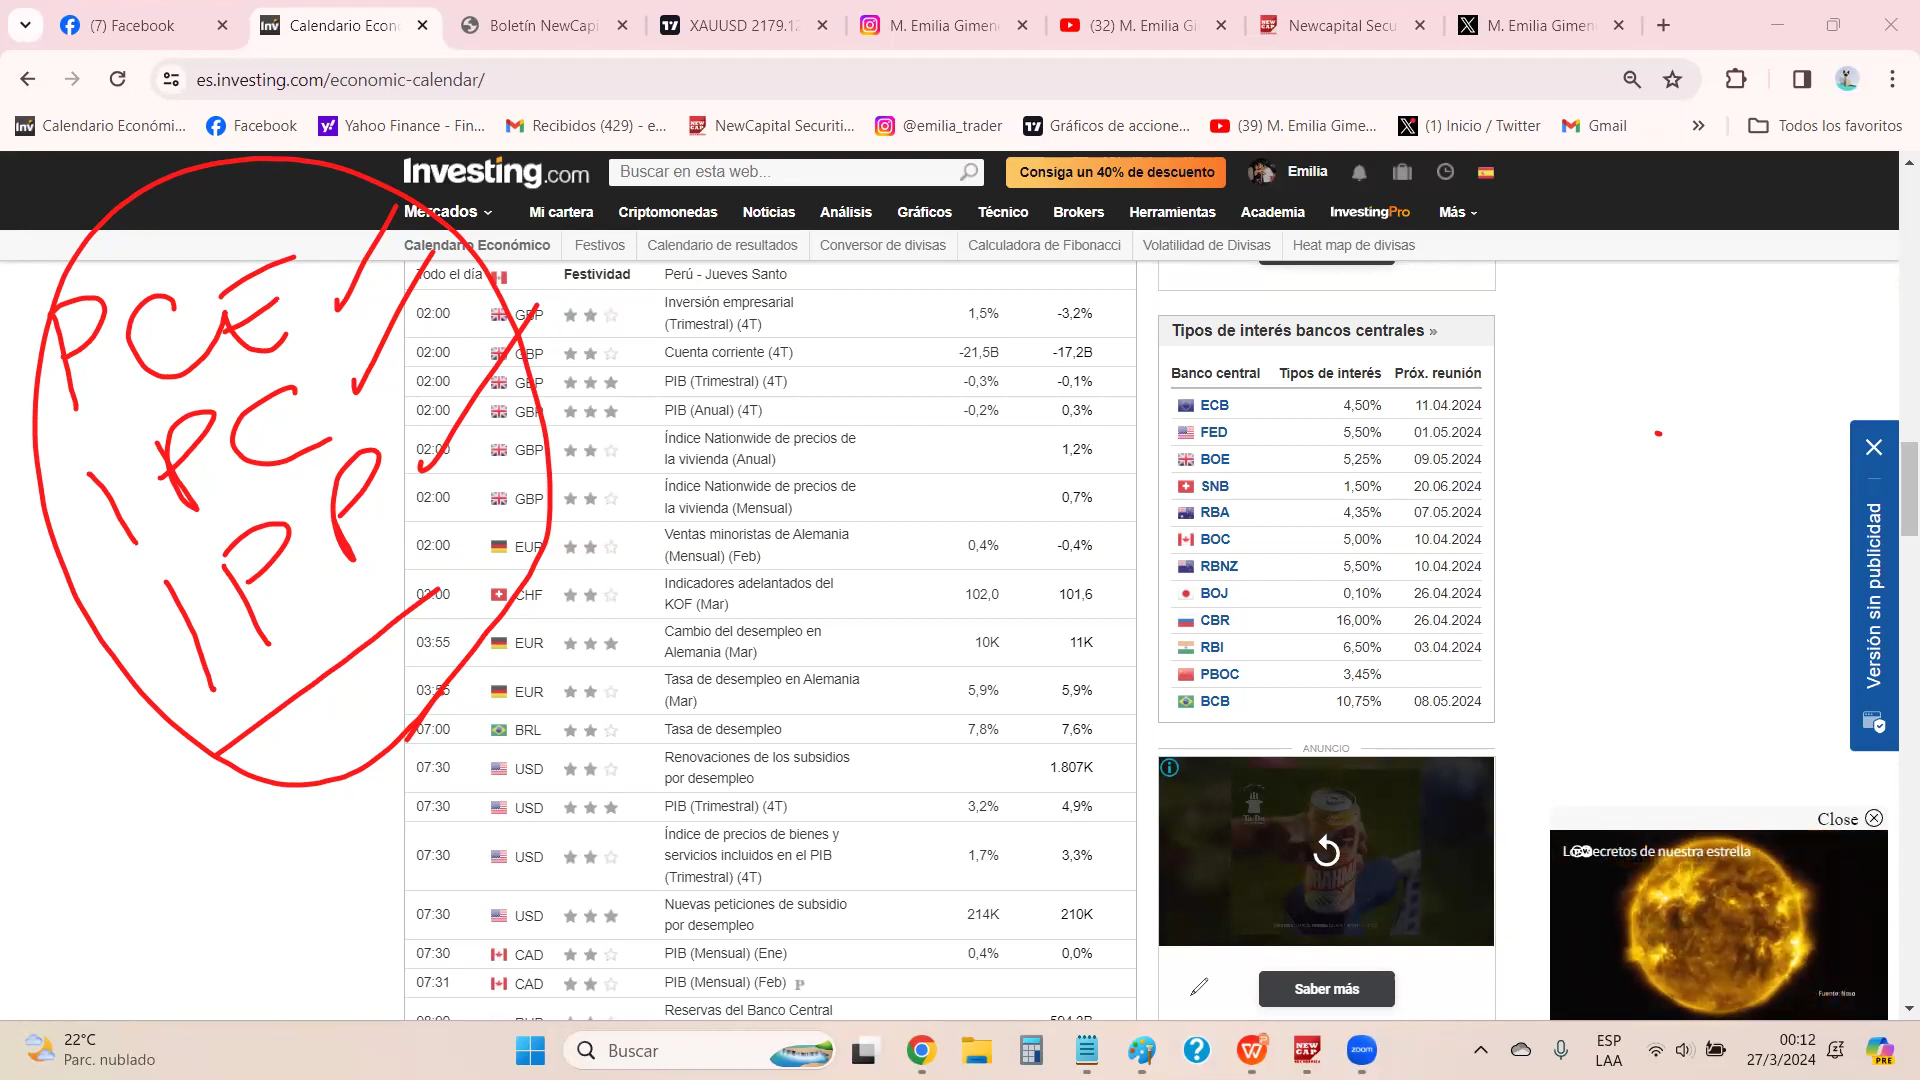 (7) Facebook
Calendario Econo
Boletín NewCapi
XAUUSD 2179.12
M. Emilia Gimen
(32) M. Emilia Gi
Newcapital Secu
M. Emilia Gimen
es.investing.com/economic-calendar/
Calendario Económi...
Facebook
Yahoo Finance - Fin...
Recibidos (429) - e...
NewCapital Securiti...
@emilia_trader
Gráficos de accione...
(39) M. Emilia Gime...
(1) Inicio / Twitter
Gmail
Todos los favoritos
Investing.com
Buscar en esta web...
Consiga un 40% de descuento
Emilia
Mercados Mi cartera Criptomonedas Noticias Análisis Gráficos Técnico Brokers Herramientas Academia InvestingPro Más
Calendario Económico Festivos Calendario de resultados Conversor de divisas Calculadora de Fibonacci Volatilidad de Divisas Heat map de divisas
PCE
IPC
IPP
Todo el día Festividad Perú - Jueves Santo
02:00 GBP Inversión empresarial (Trimestral) (4T) 1,5% -3,2%
02:00 GBP Cuenta corriente (4T) -21,5B -17,2B
02:00 GBP PIB (Trimestral) (4T) -0,3% -0,1%
02:00 GBP PIB (Anual) (4T) -0,2% 0,3%
02:00 GBP Índice Nationwide de precios de la vivienda (Anual) 1,2%
02:00 GBP Índice Nationwide de precios de la vivienda (Mensual) 0,7%
02:00 EUR Ventas minoristas de Alemania (Mensual) (Feb) 0,4% -0,4%
03:00 CHF Indicadores adelantados del KOF (Mar) 102,0 101,6
03:55 EUR Cambio del desempleo en Alemania (Mar) 10K 11K
03:55 EUR Tasa de desempleo en Alemania (Mar) 5,9% 5,9%
07:00 BRL Tasa de desempleo 7,8% 7,6%
07:30 USD Renovaciones de los subsidios por desempleo 1.807K
07:30 USD PIB (Trimestral) (4T) 3,2% 4,9%
07:30 USD Índice de precios de bienes y servicios incluidos en el PIB (Trimestral) (4T) 1,7% 3,3%
07:30 USD Nuevas peticiones de subsidio por desempleo 214K 210K
07:30 CAD PIB (Mensual) (Ene) 0,4% 0,0%
07:31 CAD PIB (Mensual) (Feb) P
Reservas del Banco Central
Tipos de interés bancos centrales »
Banco central Tipos de interés Próx. reunión
ECB 4,50% 11.04.2024
FED 5,50% 01.05.2024
BOE 5,25% 09.05.2024
SNB 1,50% 20.06.2024
RBA 4,35% 07.05.2024
BOC 5,00% 10.04.2024
RBNZ 5,50% 10.04.2024
BOJ 0,10% 26.04.2024
CBR 16,00% 26.04.2024
RBI 6,50% 03.04.2024
PBOC 3,45%
BCB 10,75% 08.05.2024
ANUNCIO
BRAHMA
Saber más
Versión sin publicidad
Close
secretos de nuestra estrella
Fuente: Nasa
22°C
Parc. nublado
Buscar
zoom
ESP
LAA
00:12
27/3/2024
PRE